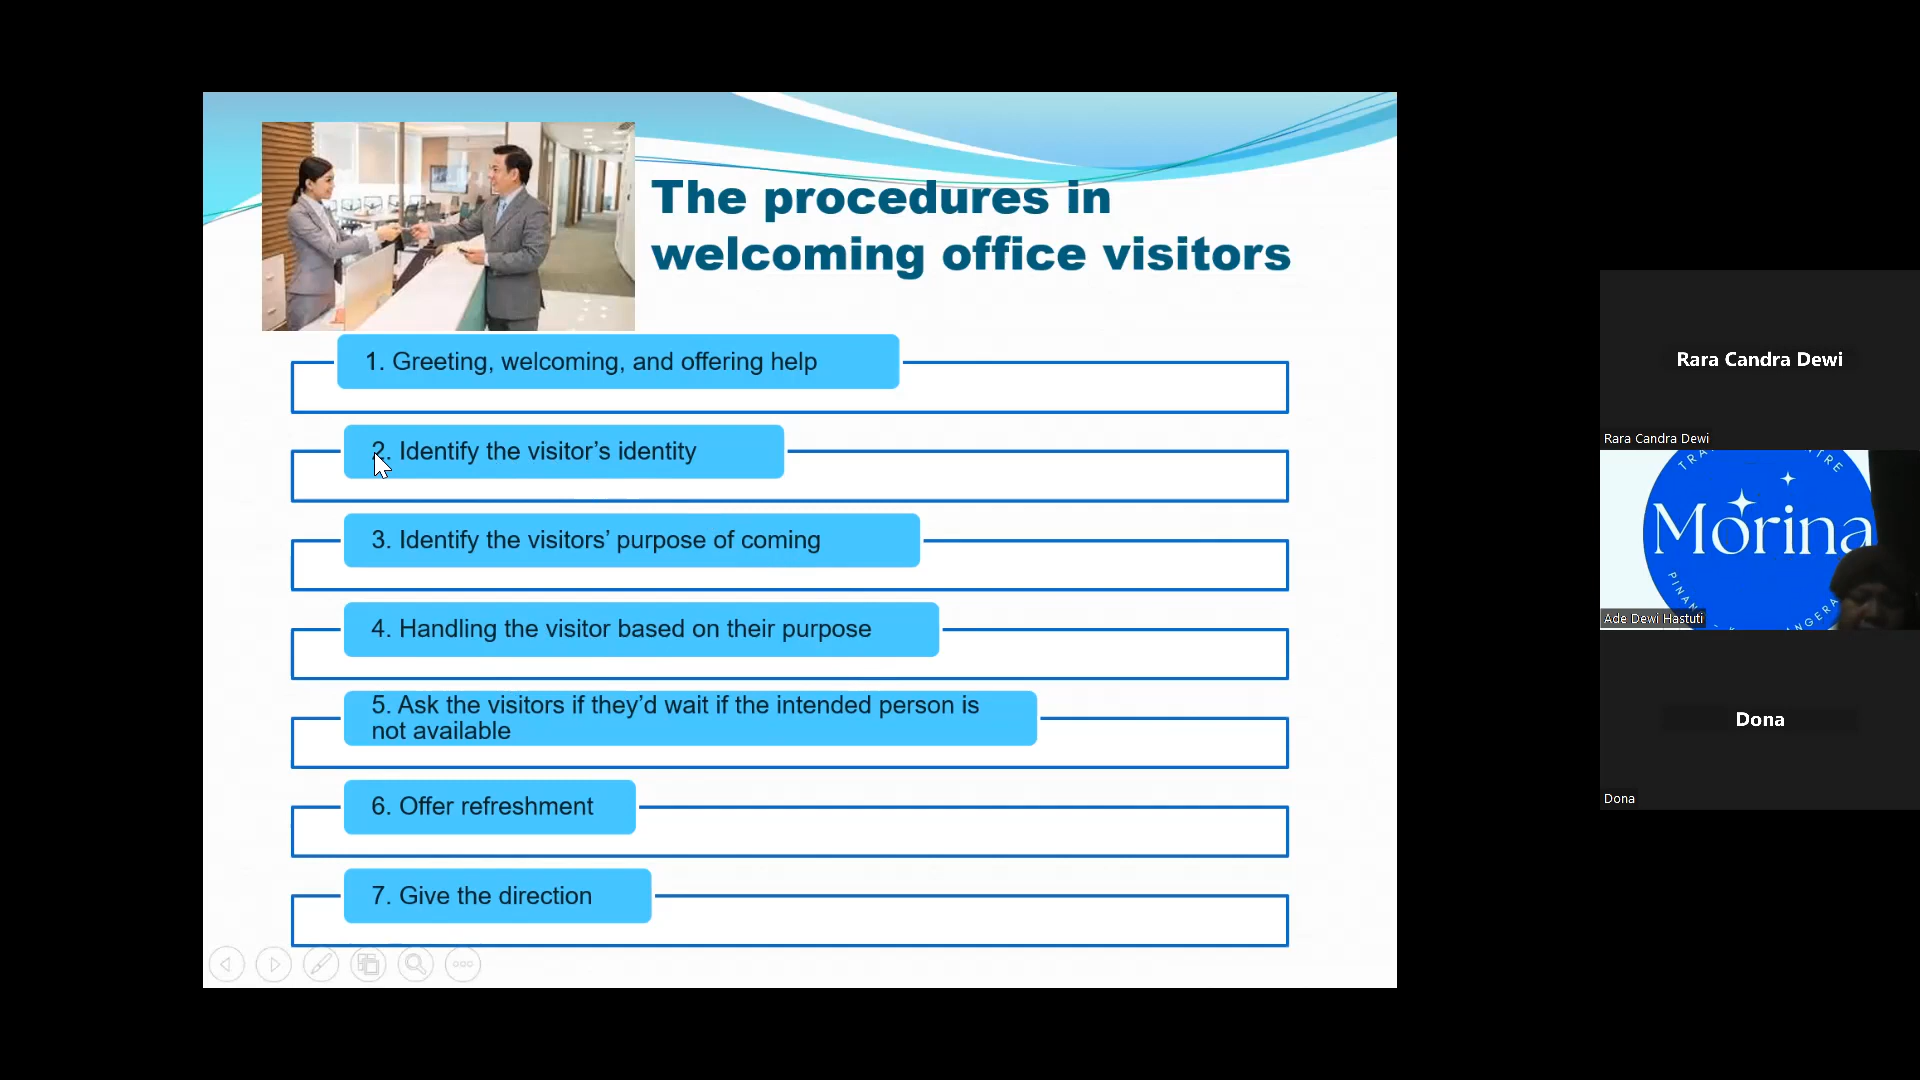 The procedures in
welcoming office visitors
1. Greeting, welcoming, and offering help
2. Identify the visitor’s identity
3. Identify the visitors’ purpose of coming
4. Handling the visitor based on their purpose
5. Ask the visitors if they’d wait if the intended person is
not available
6. Offer refreshment
7. Give the direction
Rara Candra Dewi
Rara Candra Dewi
Morina
Ade Dewi Hastuti
Dona
Dona